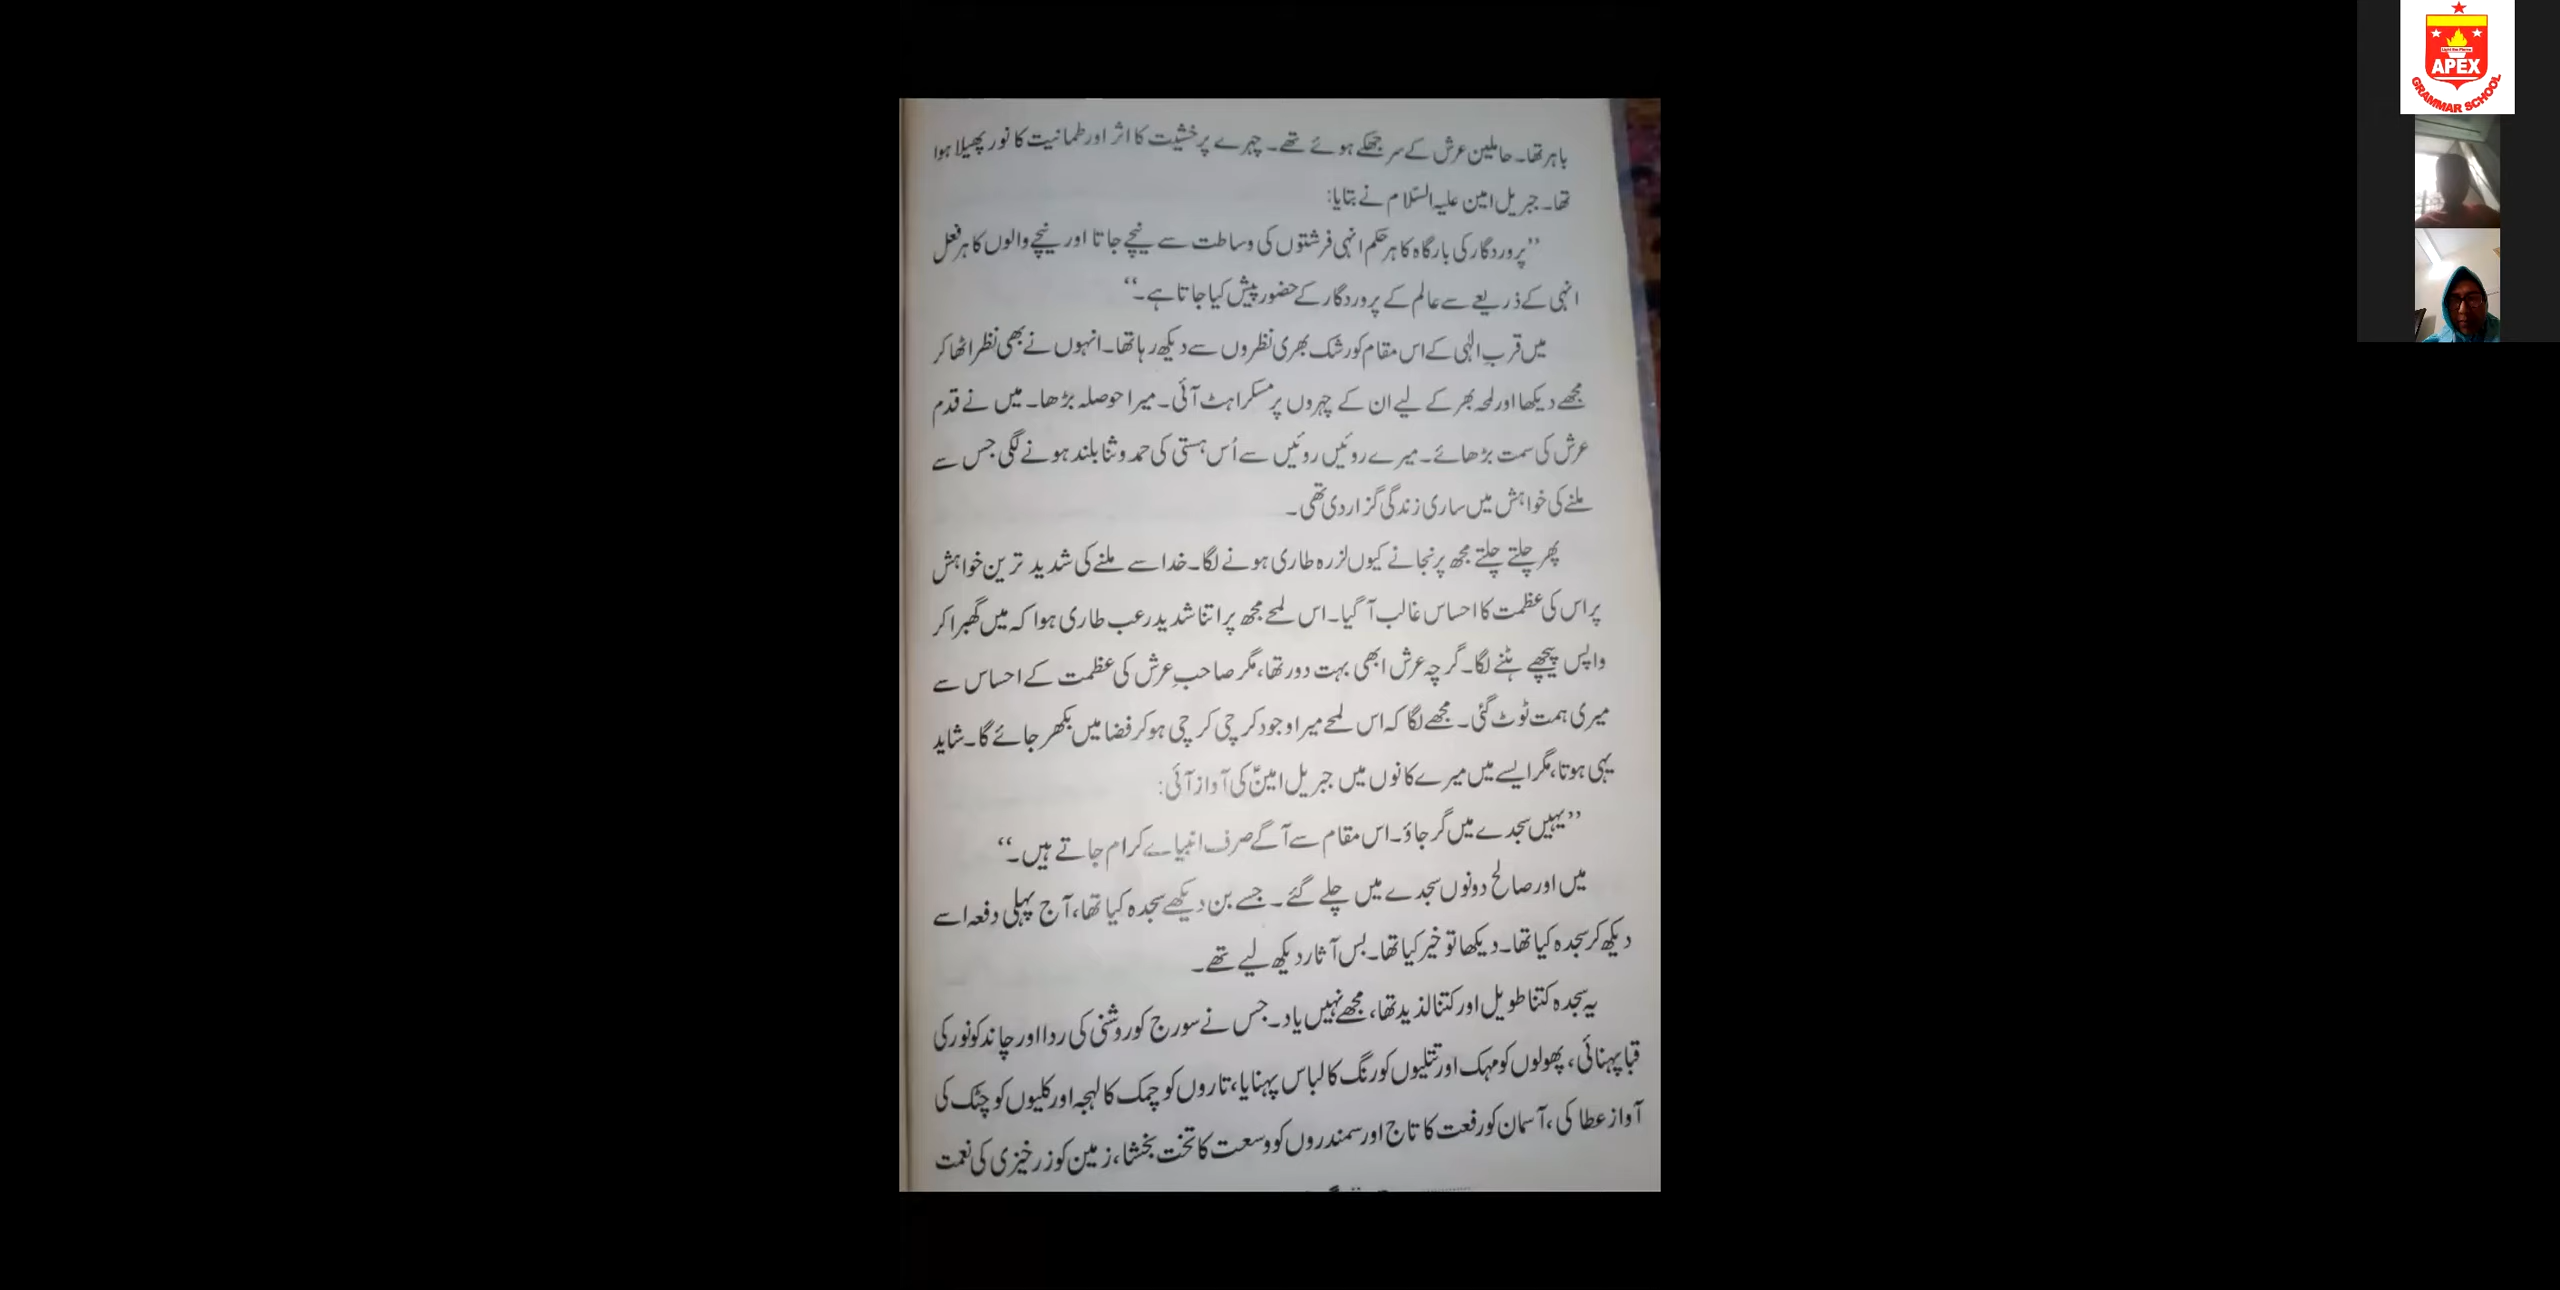 باہر تھا۔ حاملین عرش کے سر جھکے ہوئے تھے۔ چہرے پر خشیت کا اثر اور طمانیت کا نور پھیلا ہوا
تھا۔ جبریل امین علیہ السّلام نے بتایا:
’’پروردگار کی بارگاہ کا ہر حکم انہی فرشتوں کی وساطت سے نیچے جاتا اور نیچے والوں کا ہر فعل
انہی کے ذریعے سے عالم کے پروردگار کے حضور پیش کیا جاتا ہے۔‘‘
میں قربِ الٰہی کے اس مقام کو رشک بھری نظروں سے دیکھ رہا تھا۔ انہوں نے بھی نظر اٹھا کر
مجھے دیکھا اور لمحہ بھر کے لیے ان کے چہروں پر مسکراہٹ آئی۔ میرا حوصلہ بڑھا۔ میں نے قدم
عرش کی سمت بڑھائے۔ میرے روئیں روئیں سے اُس ہستی کی حمد و ثنا بلند ہونے لگی جس سے
ملنے کی خواہش میں ساری زندگی گزار دی تھی۔
پھر چلتے چلتے مجھ پر نجانے کیوں لرزہ طاری ہونے لگا۔ خدا سے ملنے کی شدید ترین خواہش
پر اس کی عظمت کا احساس غالب آ گیا۔ اس لمحے مجھ پر اتنا شدید رعب طاری ہوا کہ میں گھبرا کر
واپس پیچھے ہٹنے لگا۔ گرچہ عرش ابھی بہت دور تھا، مگر صاحبِ عرش کی عظمت کے احساس سے
میری ہمت ٹوٹ گئی۔ مجھے لگا کہ اس لمحے میرا وجود کرچی کرچی ہو کر فضا میں بکھر جائے گا۔ شاید
یہی ہوتا، مگر ایسے میں میرے کانوں میں جبریل امینؑ کی آواز آئی:
’’یہیں سجدے میں گر جاؤ۔ اس مقام سے آگے صرف انبیاے کرام جاتے ہیں۔‘‘
میں اور صالح دونوں سجدے میں چلے گئے۔ جسے بن دیکھے سجدہ کیا تھا، آج پہلی دفعہ اسے
دیکھ کر سجدہ کیا تھا۔ دیکھا تو خیر کیا تھا۔ بس آثار دیکھ لیے تھے۔
یہ سجدہ کتنا طویل اور کتنا لذیذ تھا، مجھے نہیں یاد۔ جس نے سورج کو روشنی کی ردا اور چاند کو نور کی
قبا پہنائی، پھولوں کو مہک اور تتلیوں کو رنگ کا لباس پہنایا، تاروں کو چمک کا لہجہ اور کلیوں کو چٹک کی
آواز عطا کی، آسمان کو رفعت کا تاج اور سمندروں کو وسعت کا تخت بخشا، زمین کو زرخیزی کی نعمت
APEX
GRAMMAR SCHOOL